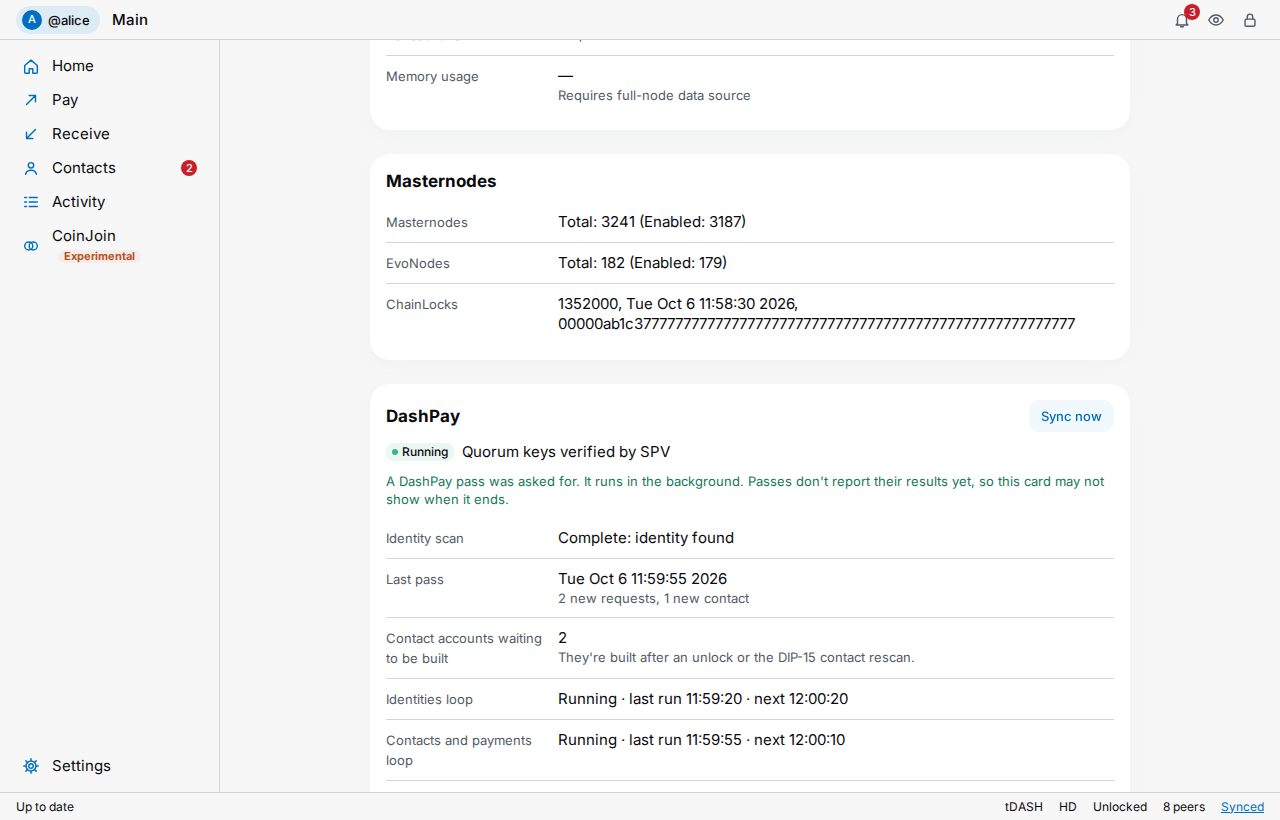 A @alice Main 3
Home
Pay
Receive
Contacts 2
Activity
CoinJoin
Experimental
Settings
Memory usage —
Requires full-node data source
Masternodes
Masternodes Total: 3241 (Enabled: 3187)
EvoNodes Total: 182 (Enabled: 179)
ChainLocks 1352000, Tue Oct 6 11:58:30 2026,
DashPay Sync now
Running Quorum keys verified by SPV
A DashPay pass was asked for. It runs in the background. Passes don't report their results yet, so this card may not
show when it ends.
Identity scan Complete: identity found
Last pass Tue Oct 6 11:59:55 2026
2 new requests, 1 new contact
Contact accounts waiting
to be built
2
They're built after an unlock or the DIP-15 contact rescan.
Identities loop Running · last run 11:59:20 · next 12:00:20
Contacts and payments
loop
Running · last run 11:59:55 · next 12:00:10
Up to date tDASH HD Unlocked 8 peers Synced